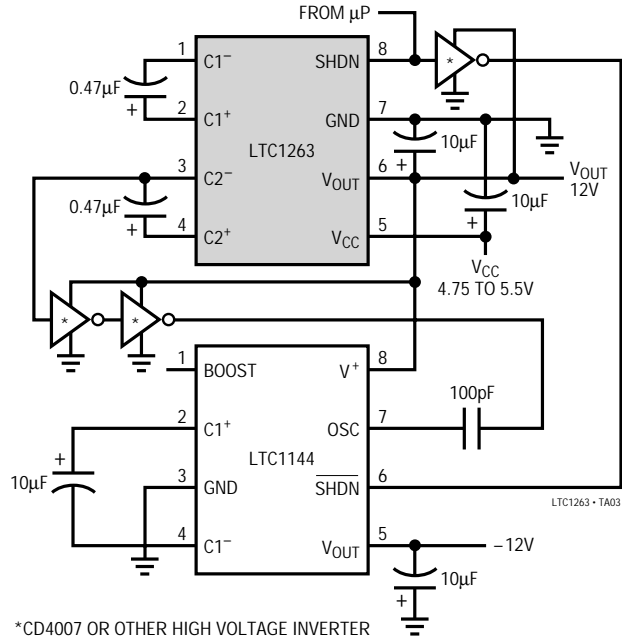 FROM µP
1 C1⁻ SHDN 8
0.47µF
+
2 C1⁺ GND 7
LTC1263
10µF
+
3 C2⁻ V_OUT 6
V_OUT
12V
0.47µF
+
10µF
+
4 C2⁺ V_CC 5
V_CC
4.75 TO 5.5V
*
*
*
1 BOOST V⁺ 8
100pF
2 C1⁺ OSC 7
LTC1144
+
10µF
3 GND S̅H̅D̅N̅ 6
LTC1263 • TA03
4 C1⁻ V_OUT 5
–12V
10µF
+
*CD4007 OR OTHER HIGH VOLTAGE INVERTER